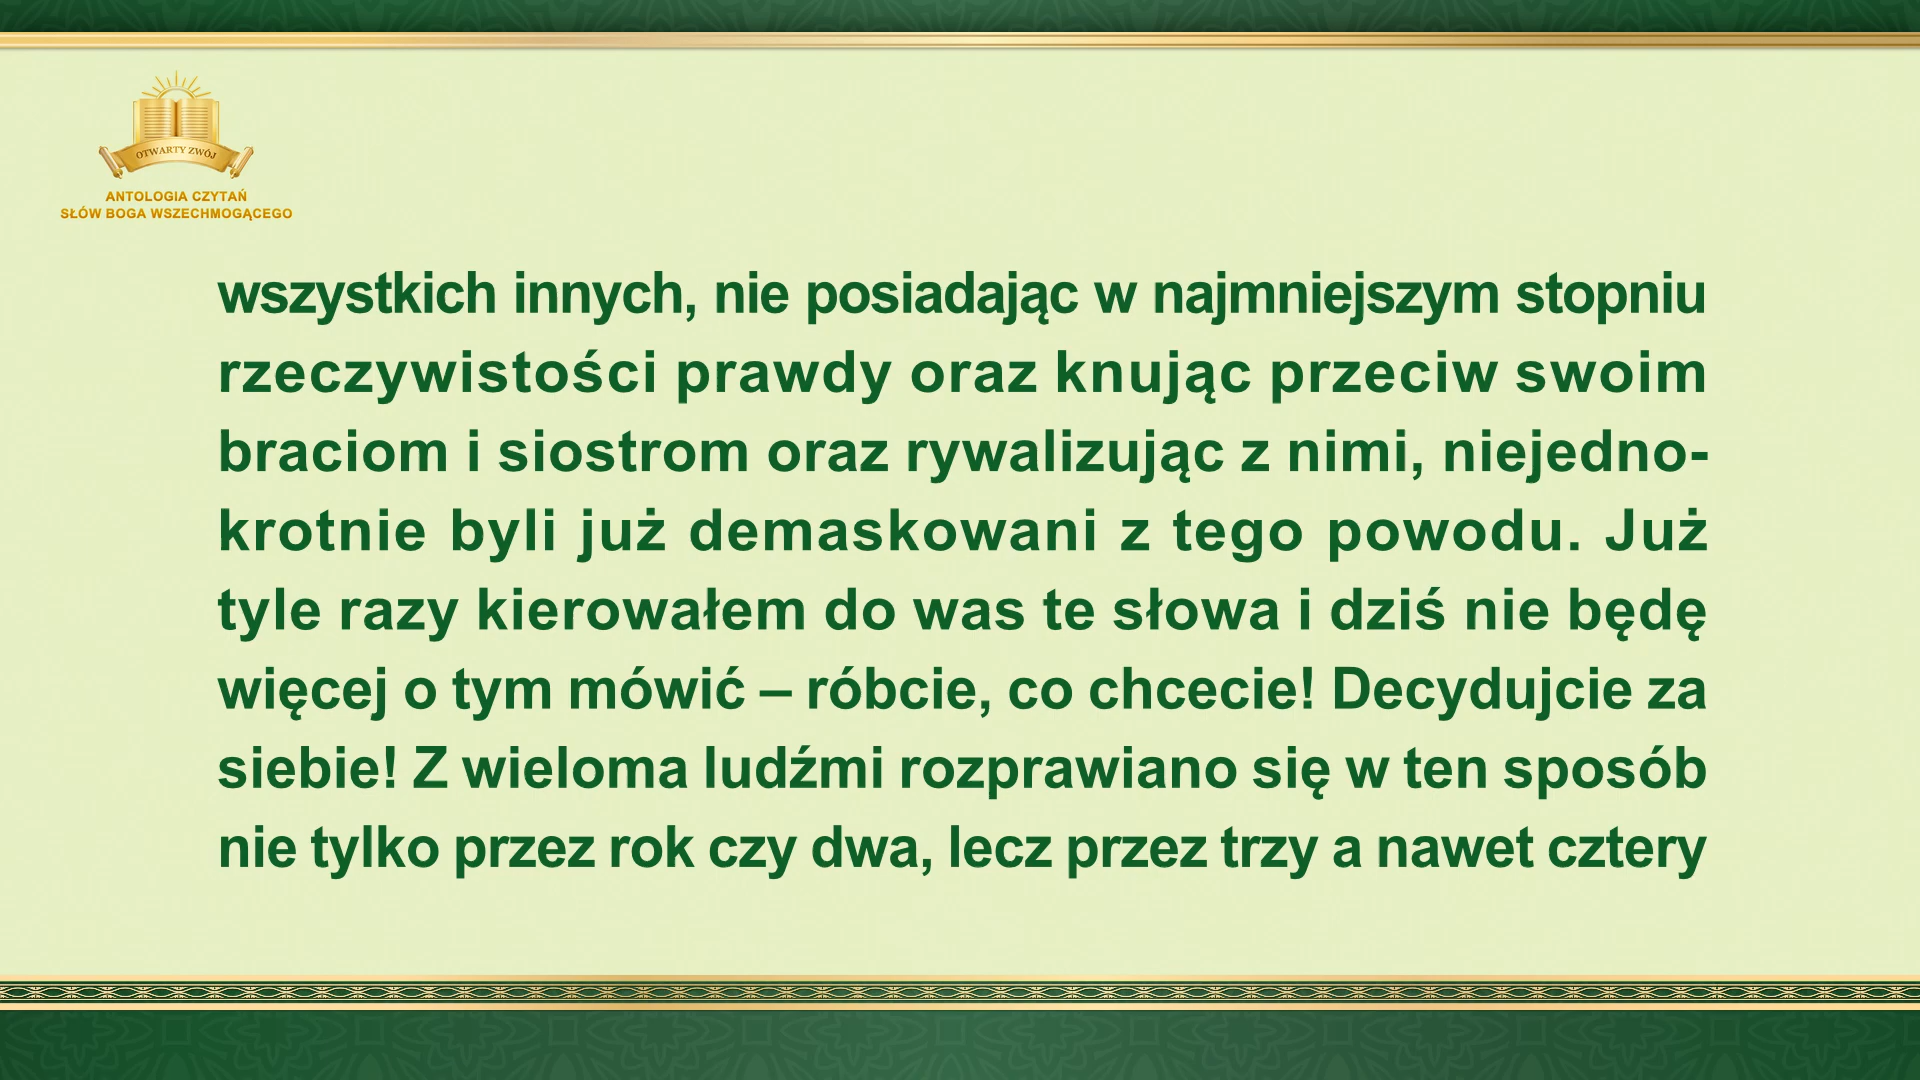 OTWARTY ZWÓJ
ANTOLOGIA CZYTAŃ
SŁÓW BOGA WSZECHMOGĄCEGO
wszystkich innych, nie posiadając w najmniejszym stopniu
rzeczywistości prawdy oraz knując przeciw swoim
braciom i siostrom oraz rywalizując z nimi, niejedno-
krotnie byli już demaskowani z tego powodu. Już
tyle razy kierowałem do was te słowa i dziś nie będę
więcej o tym mówić – róbcie, co chcecie! Decydujcie za
siebie! Z wieloma ludźmi rozprawiano się w ten sposób
nie tylko przez rok czy dwa, lecz przez trzy a nawet cztery